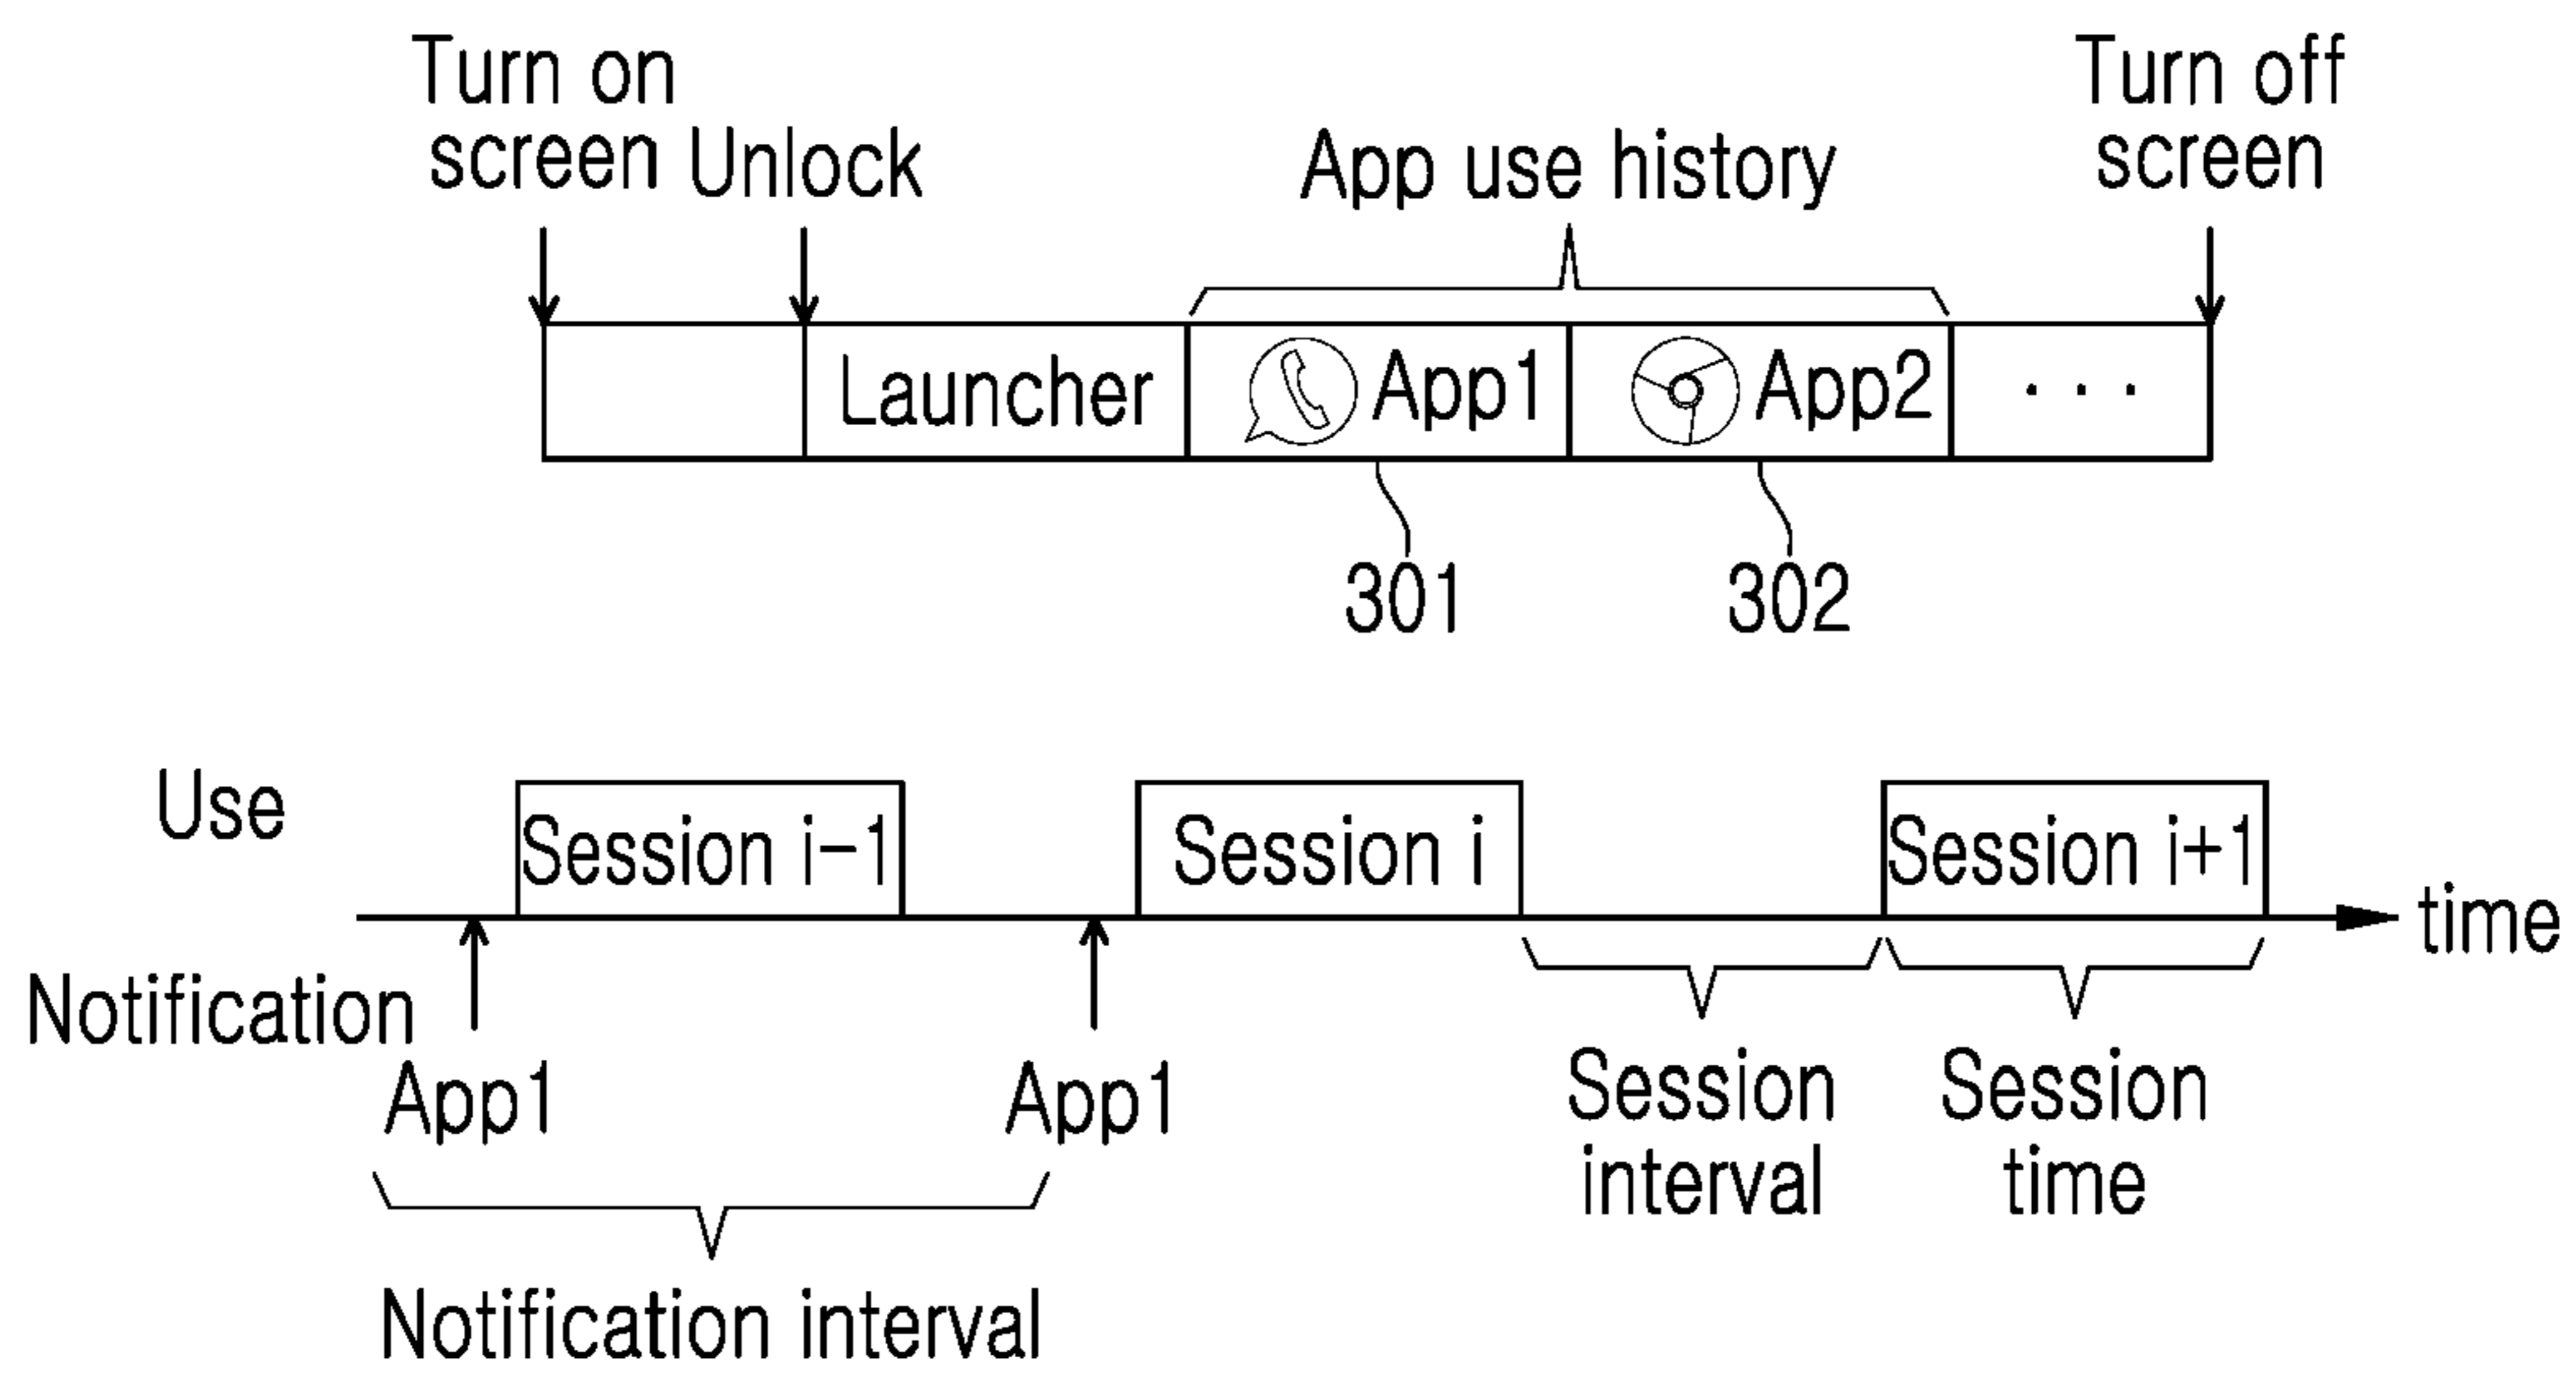 Turn on
screen
Unlock
App use history
Turn off
screen
Launcher
App1
App2
. . .
301
302
Use
Session i-1
Session i
Session i+1
time
Notification
App1
App1
Session
interval
Session
time
Notification interval